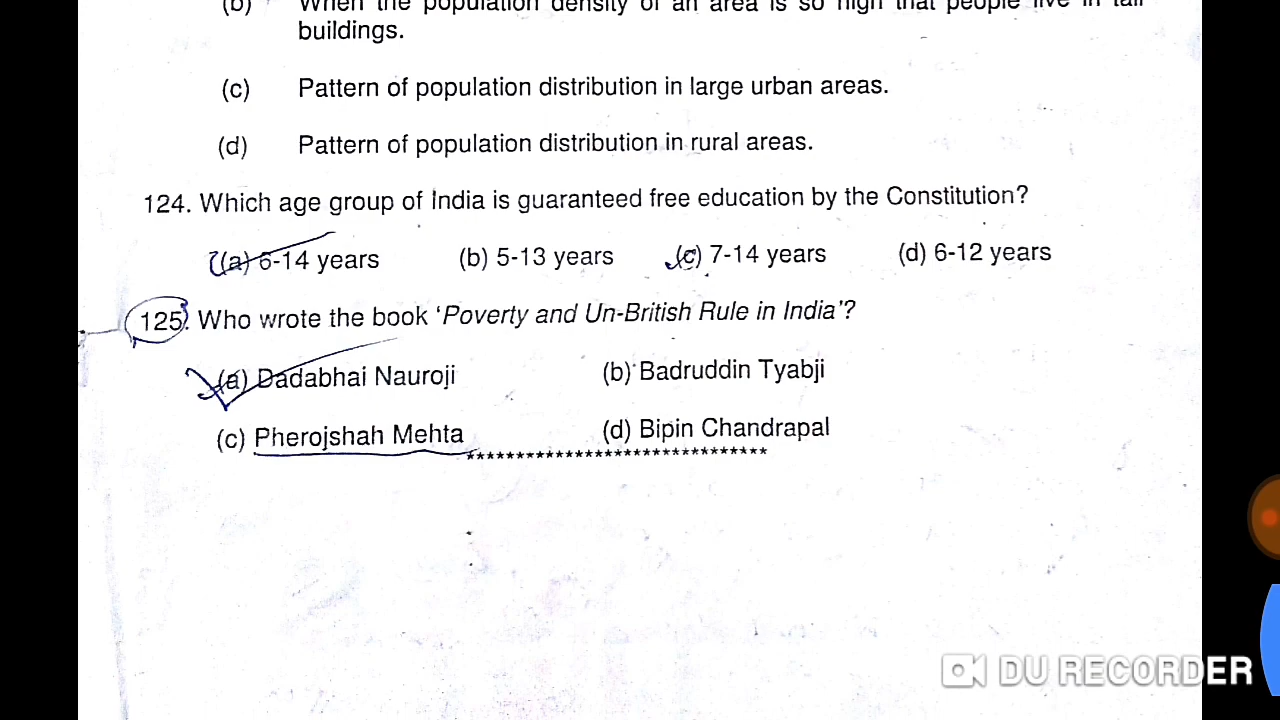 (b) When the population density of an area is so high that people live in tall
buildings.
(c) Pattern of population distribution in large urban areas.
(d) Pattern of population distribution in rural areas.
124. Which age group of India is guaranteed free education by the Constitution?
(a) 6-14 years (b) 5-13 years (c) 7-14 years (d) 6-12 years
125. Who wrote the book ‘Poverty and Un-British Rule in India’?
(a) Dadabhai Nauroji (b) Badruddin Tyabji
(c) Pherojshah Mehta (d) Bipin Chandrapal
*******************************
DU RECORDER